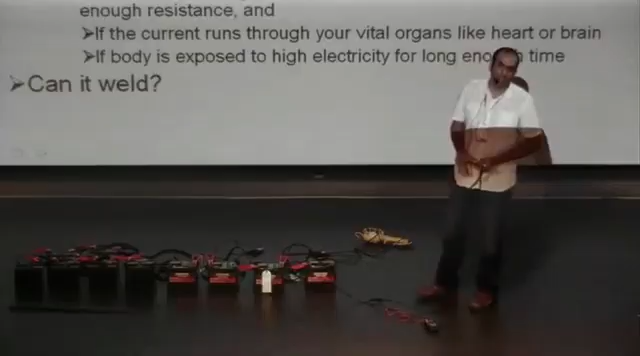 enough resistance, and
➢If the current runs through your vital organs like heart or brain
➢If body is exposed to high electricity for long enough time
➢Can it weld?